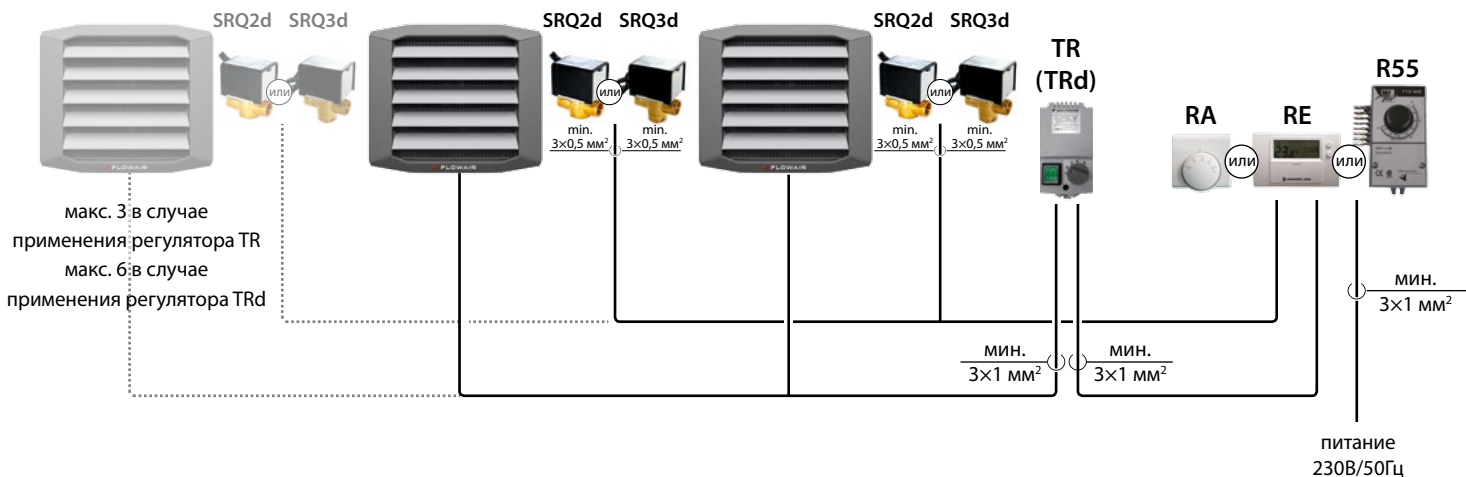 SRQ2d SRQ3d
или
FLOWAIR
макс. 3 в случае
применения регулятора TR
макс. 6 в случае
применения регулятора TRd
SRQ2d SRQ3d
или
min.
3×0,5 мм²
min.
3×0,5 мм²
FLOWAIR
SRQ2d SRQ3d
или
min.
3×0,5 мм²
min.
3×0,5 мм²
FLOWAIR
TR
(TRd)
RA
или
RE
или
R55
мин.
3×1 мм²
мин.
3×1 мм²
мин.
3×1 мм²
питание
230В/50Гц